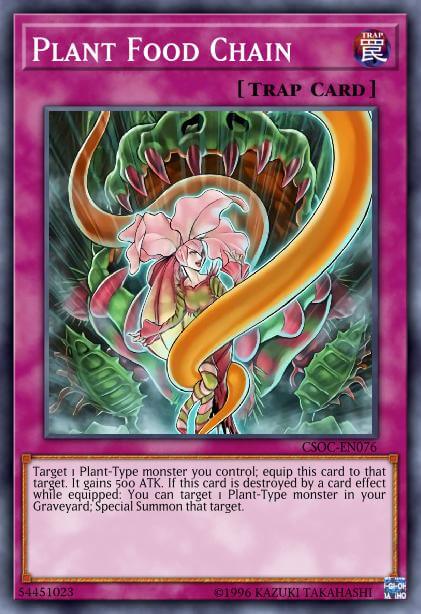 Plant Food Chain
TRAP
罠
[Trap Card]
CSOC-EN076
Target 1 Plant-Type monster you control; equip this card to that
target. It gains 500 ATK. If this card is destroyed by a card effect
while equipped: You can target 1 Plant-Type monster in your
Graveyard; Special Summon that target.
54451023
©1996 KAZUKI TAKAHASHI